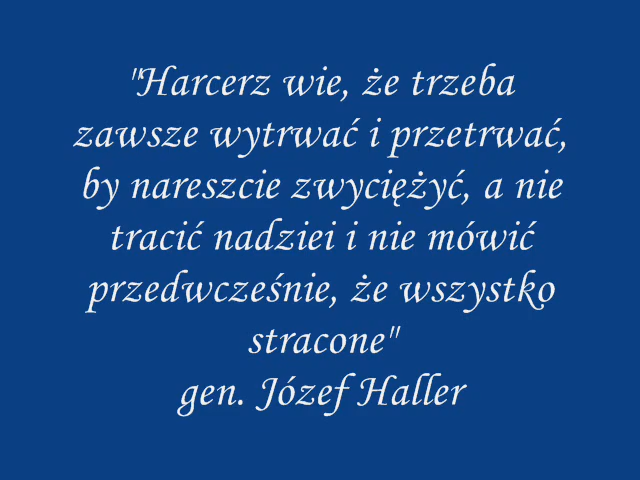 "Harcerz wie, że trzeba
zawsze wytrwać i przetrwać,
by nareszcie zwyciężyć, a nie
tracić nadziei i nie mówić
przedwcześnie, że wszystko
stracone"
gen. Józef Haller